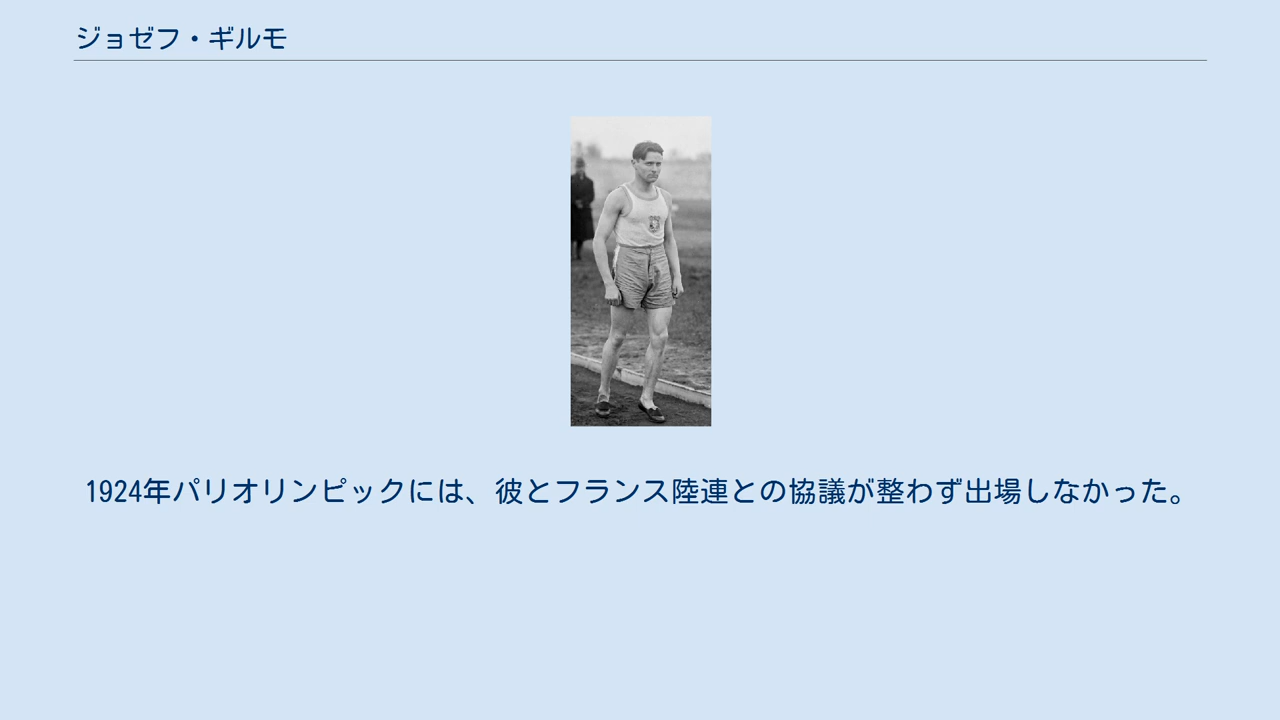 ジョゼフ・ギルモ
1924年パリオリンピックには、彼とフランス陸連との協議が整わず出場しなかった。